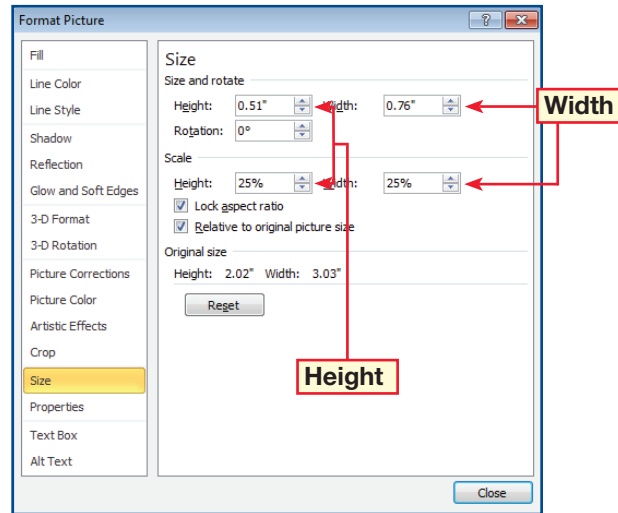 Format Picture
Fill
Line Color
Line Style
Shadow
Reflection
Glow and Soft Edges
3-D Format
3-D Rotation
Picture Corrections
Picture Color
Artistic Effects
Crop
Size
Properties
Text Box
Alt Text
Size
Size and rotate
Height: 0.51" Width: 0.76"
Rotation: 0°
Scale
Height: 25% Width: 25%
Lock aspect ratio
Relative to original picture size
Original size
Height: 2.02" Width: 3.03"
Reset
Close
Width
Height